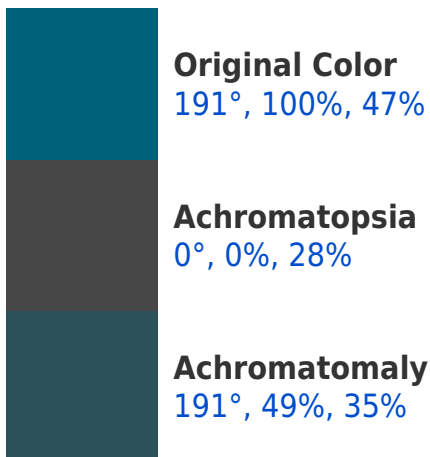 Original Color
191°, 100%, 47%
Achromatopsia
0°, 0%, 28%
Achromatomaly
191°, 49%, 35%